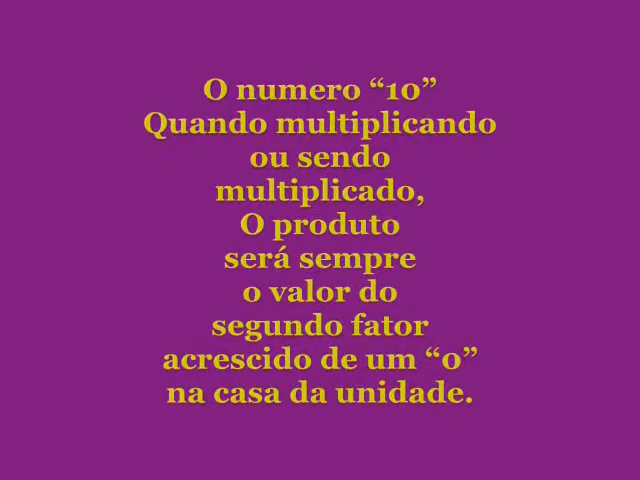 O numero “10”
Quando multiplicando
ou sendo
multiplicado,
O produto
será sempre
o valor do
segundo fator
acrescido de um “0”
na casa da unidade.